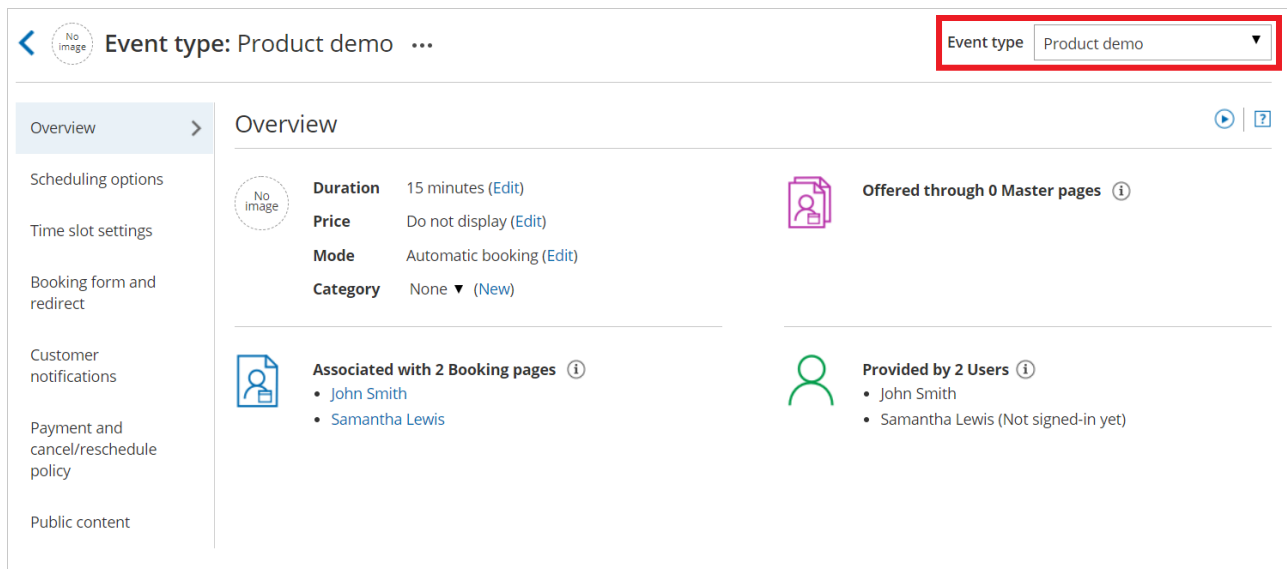 No image
Event type: Product demo ...
Event type Product demo ▼
Overview
Scheduling options
Time slot settings
Booking form and
redirect
Customer
notifications
Payment and
cancel/reschedule
policy
Public content
Overview
?
No image
Duration 15 minutes (Edit)
Price Do not display (Edit)
Mode Automatic booking (Edit)
Category None ▼ (New)
Offered through 0 Master pages i
Associated with 2 Booking pages i
• John Smith
• Samantha Lewis
Provided by 2 Users i
• John Smith
• Samantha Lewis (Not signed-in yet)